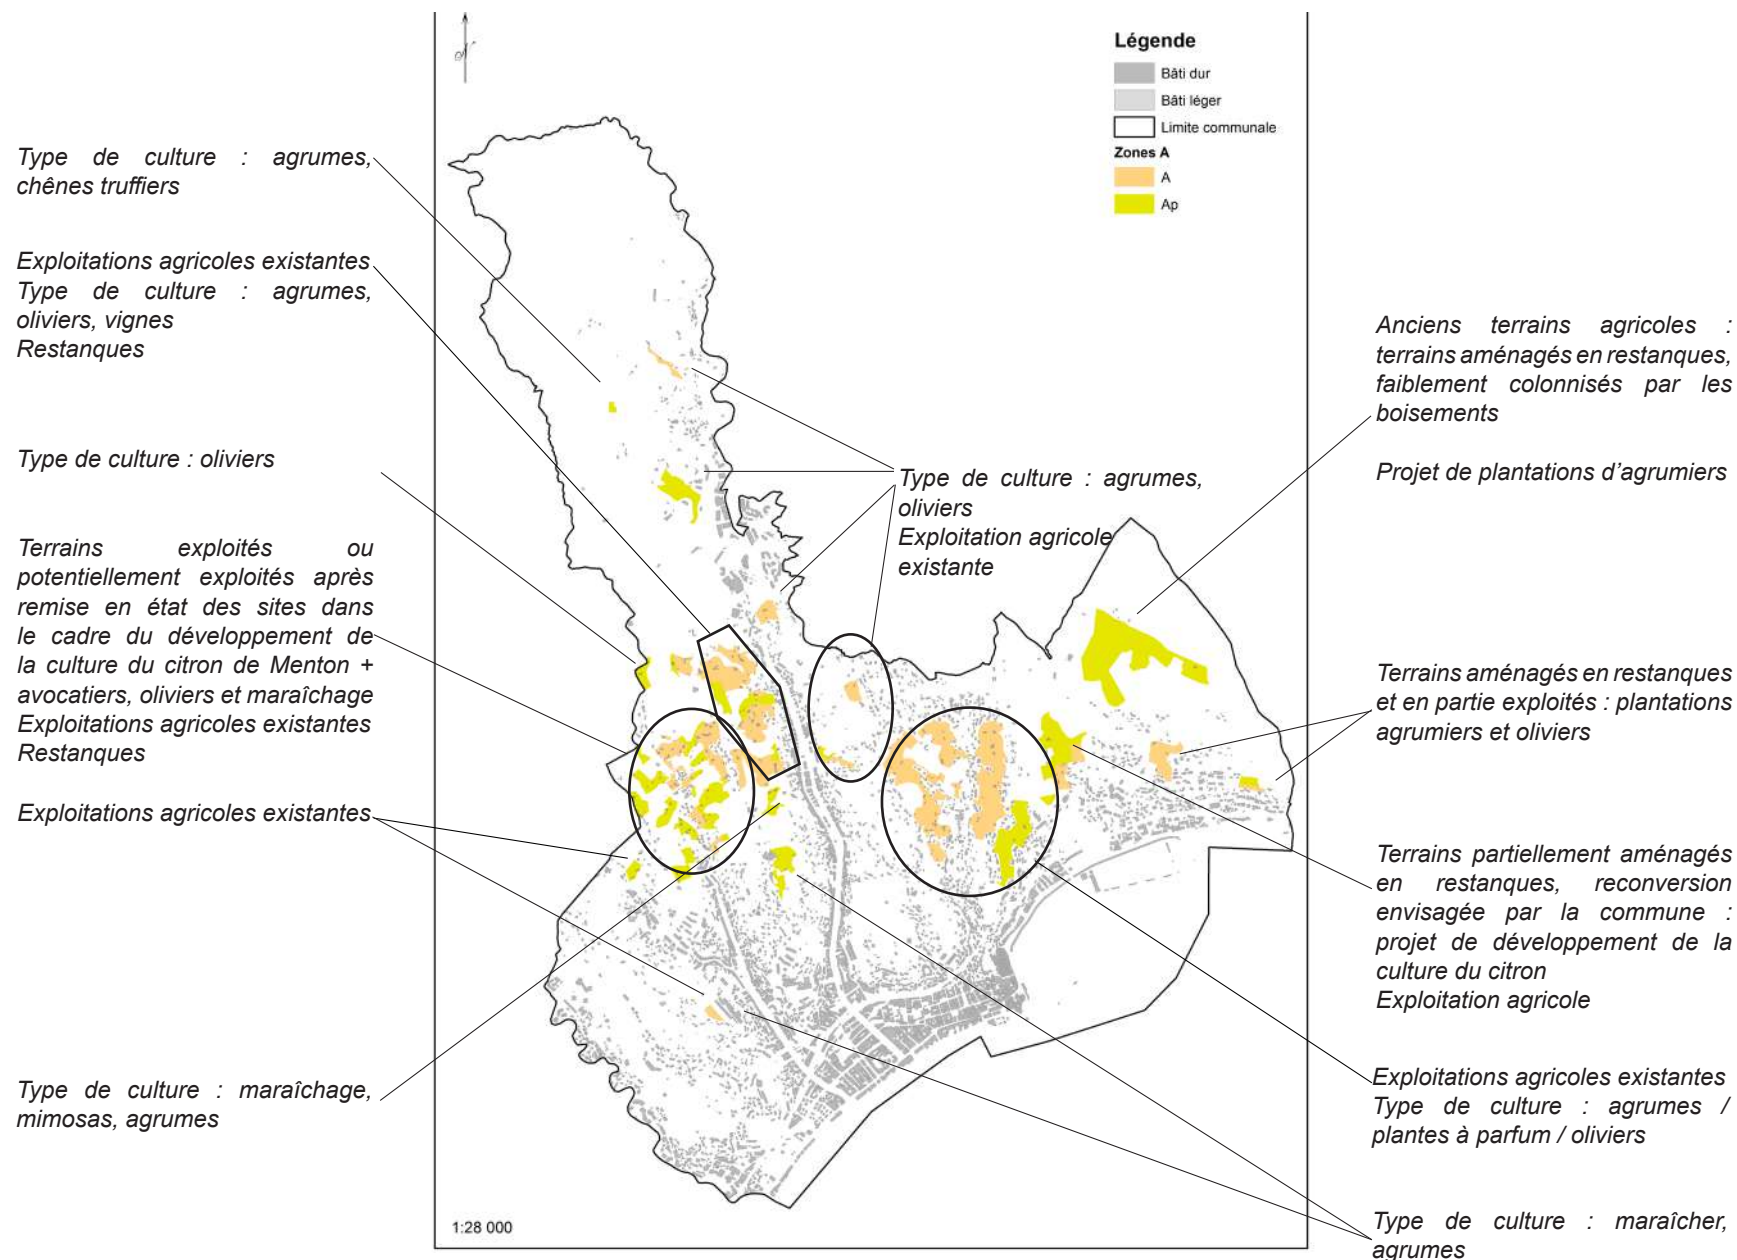 Légende
Bâti dur
Bâti léger
Limite communale
Zones A
A
Ap
Type de culture : agrumes,
chênes truffiers
Exploitations agricoles existantes
Type de culture : agrumes,
oliviers, vignes
Restanques
Type de culture : oliviers
Terrains exploités ou
potentiellement exploités après
remise en état des sites dans
le cadre du développement de
la culture du citron de Menton +
avocatiers, oliviers et maraîchage
Exploitations agricoles existantes
Restanques
Exploitations agricoles existantes
Type de culture : maraîchage,
mimosas, agrumes
Type de culture : agrumes,
oliviers
Exploitation agricole
existante
Anciens terrains agricoles :
terrains aménagés en restanques,
faiblement colonnisés par les
boisements
Projet de plantations d'agrumiers
Terrains aménagés en restanques
et en partie exploités : plantations
agrumiers et oliviers
Terrains partiellement aménagés
en restanques, reconversion
envisagée par la commune :
projet de développement de la
culture du citron
Exploitation agricole
Exploitations agricoles existantes
Type de culture : agrumes /
plantes à parfum / oliviers
Type de culture : maraîcher,
agrumes
1:28 000